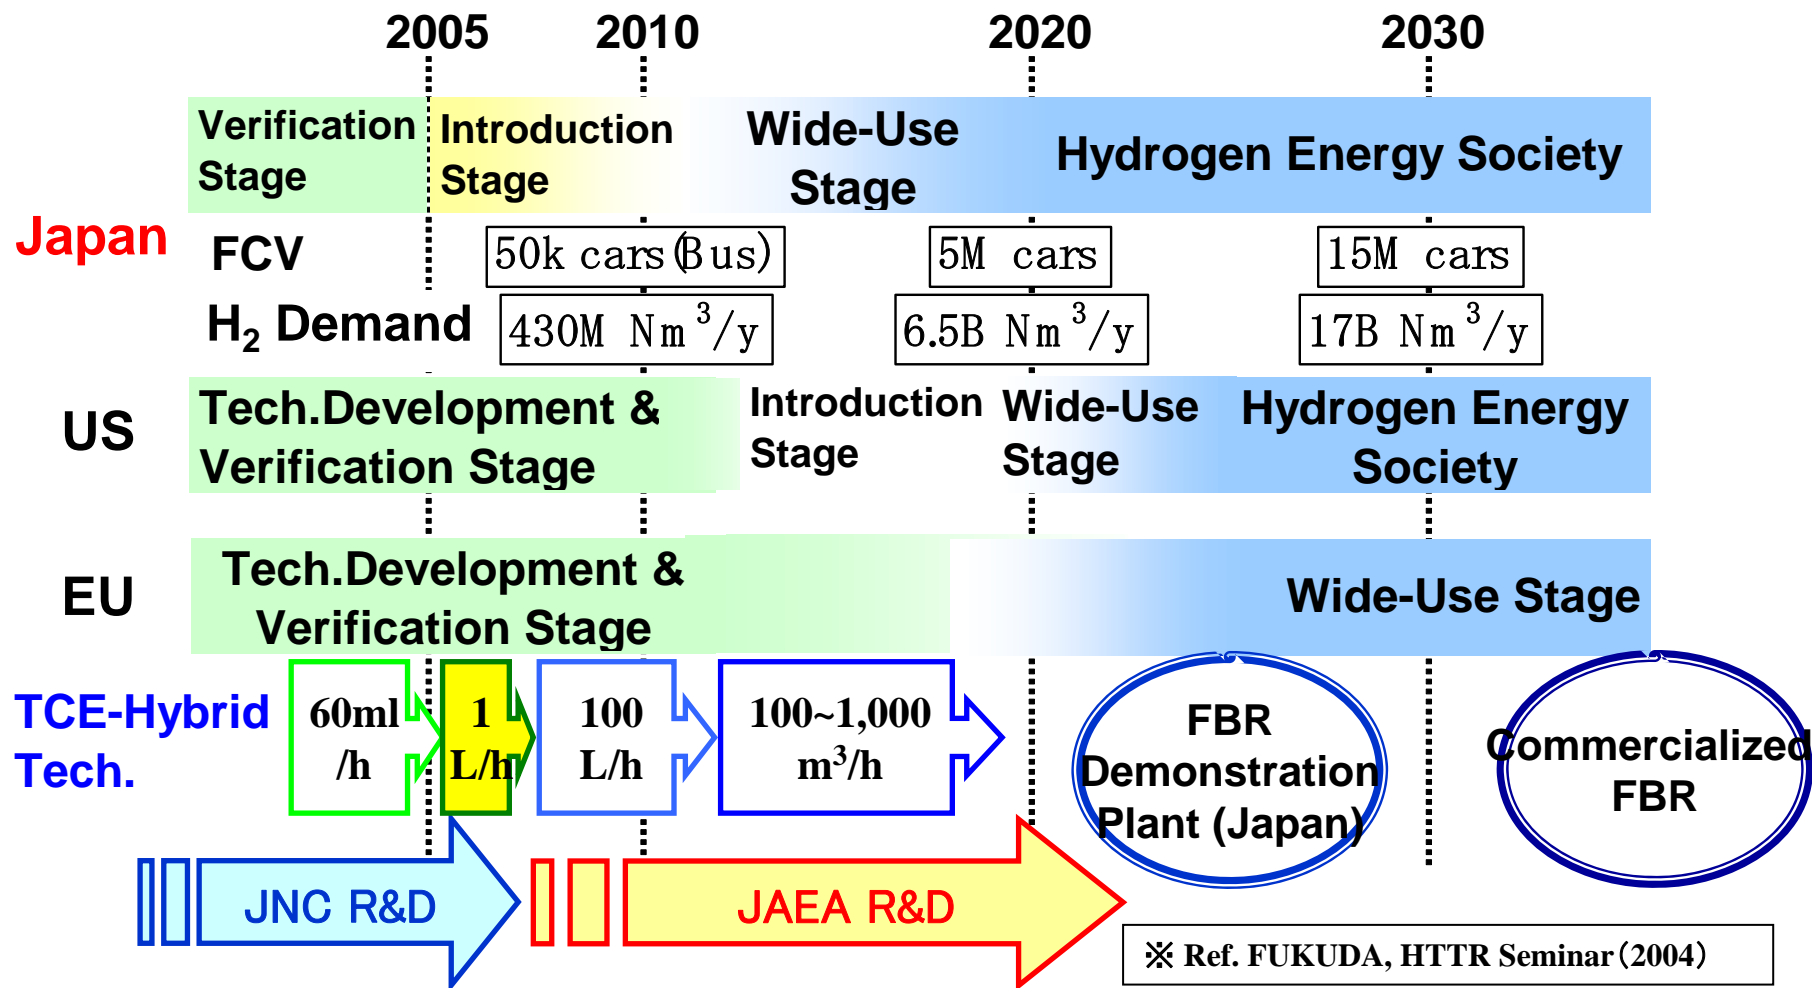 2005 2010 2020 2030
Verification
Stage
Introduction
Stage
Wide-Use
Stage
Hydrogen Energy Society
Japan
FCV
50k cars(Bus)
5M cars
15M cars
H₂ Demand
430M Nm³/y
6.5B Nm³/y
17B Nm³/y
US
Tech.Development &
Verification Stage
Introduction
Stage
Wide-Use
Stage
Hydrogen Energy
Society
EU
Tech.Development &
Verification Stage
Wide-Use Stage
TCE-Hybrid
Tech.
60ml
/h
1
L/h
100
L/h
100~1,000
m³/h
FBR
Demonstration
Plant (Japan)
Commercialized
FBR
JNC R&D
JAEA R&D
※ Ref. FUKUDA, HTTR Seminar(2004)